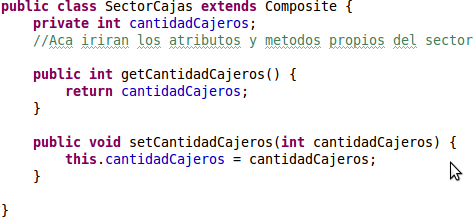 public class SectorCajas extends Composite {
private int cantidadCajeros;
//Aca iriran los atributos y metodos propios del sector
public int getCantidadCajeros() {
return cantidadCajeros;
}
public void setCantidadCajeros(int cantidadCajeros) {
this.cantidadCajeros = cantidadCajeros;
}
}